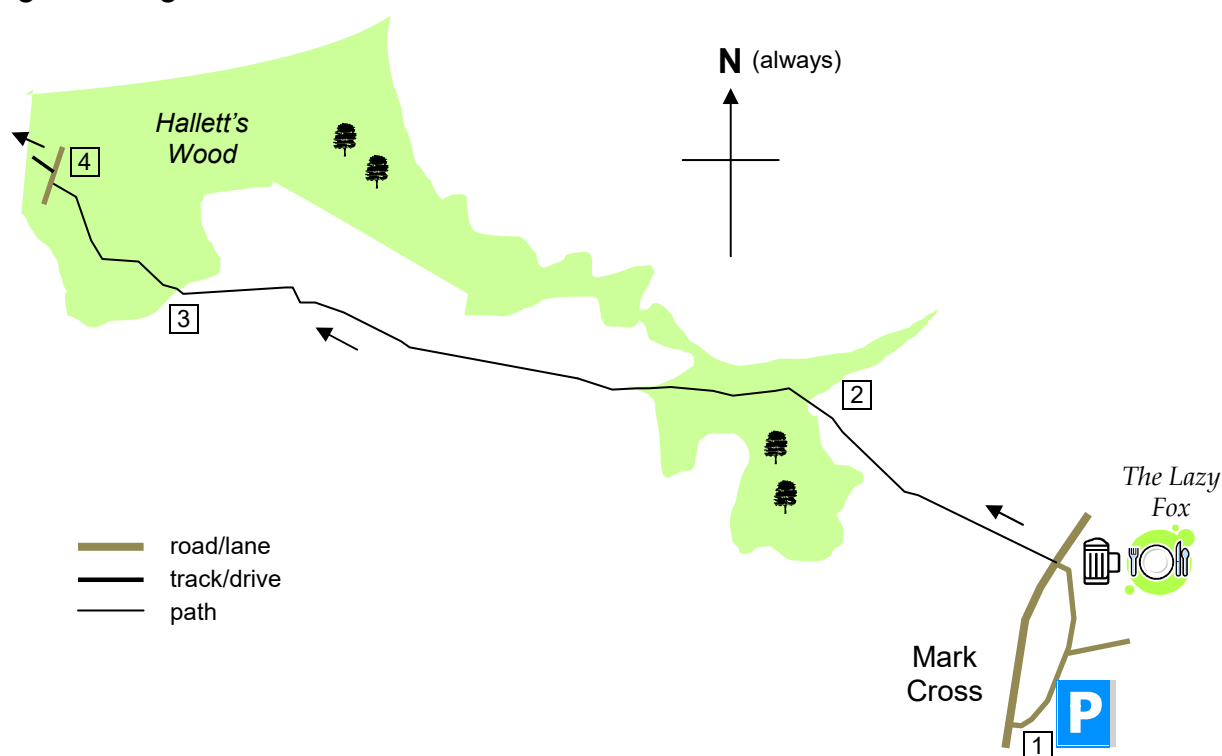 N (always)
Hallett's
Wood
4
3
2
The Lazy
Fox
road/lane
track/drive
path
Mark
Cross
P
1